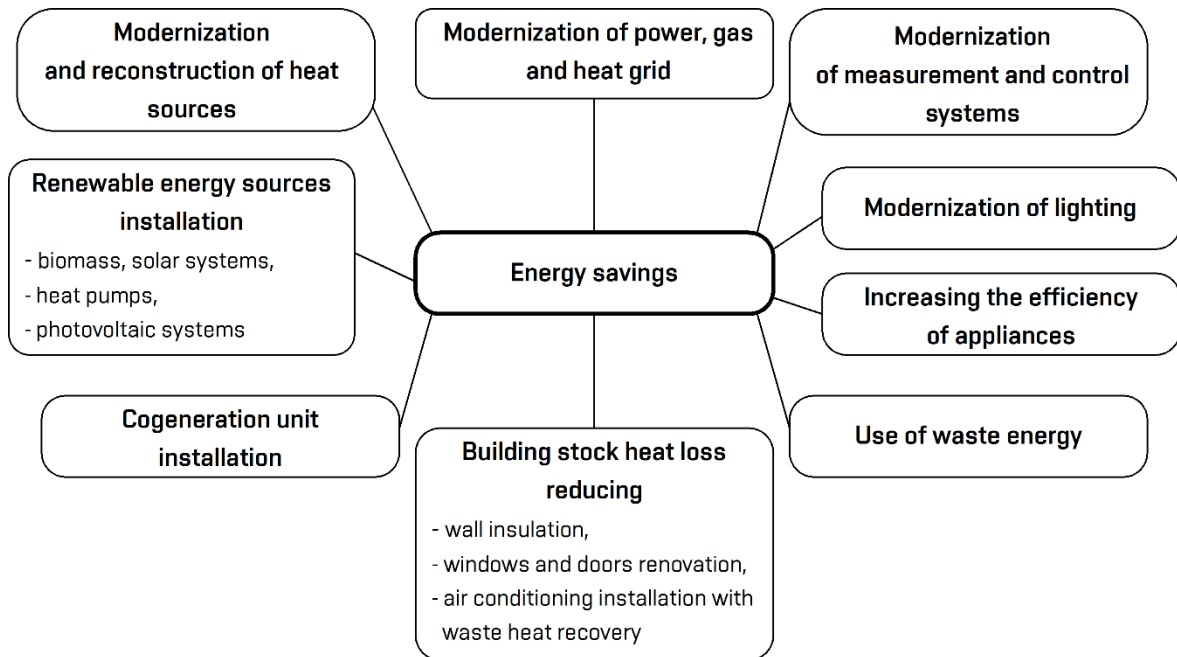 Modernization
and reconstruction of heat
sources
Modernization of power, gas
and heat grid
Modernization
of measurement and control
systems
Renewable energy sources
installation
- biomass, solar systems,
- heat pumps,
- photovoltaic systems
Energy savings
Modernization of lighting
Increasing the efficiency
of appliances
Cogeneration unit
installation
Building stock heat loss
reducing
- wall insulation,
- windows and doors renovation,
- air conditioning installation with
waste heat recovery
Use of waste energy